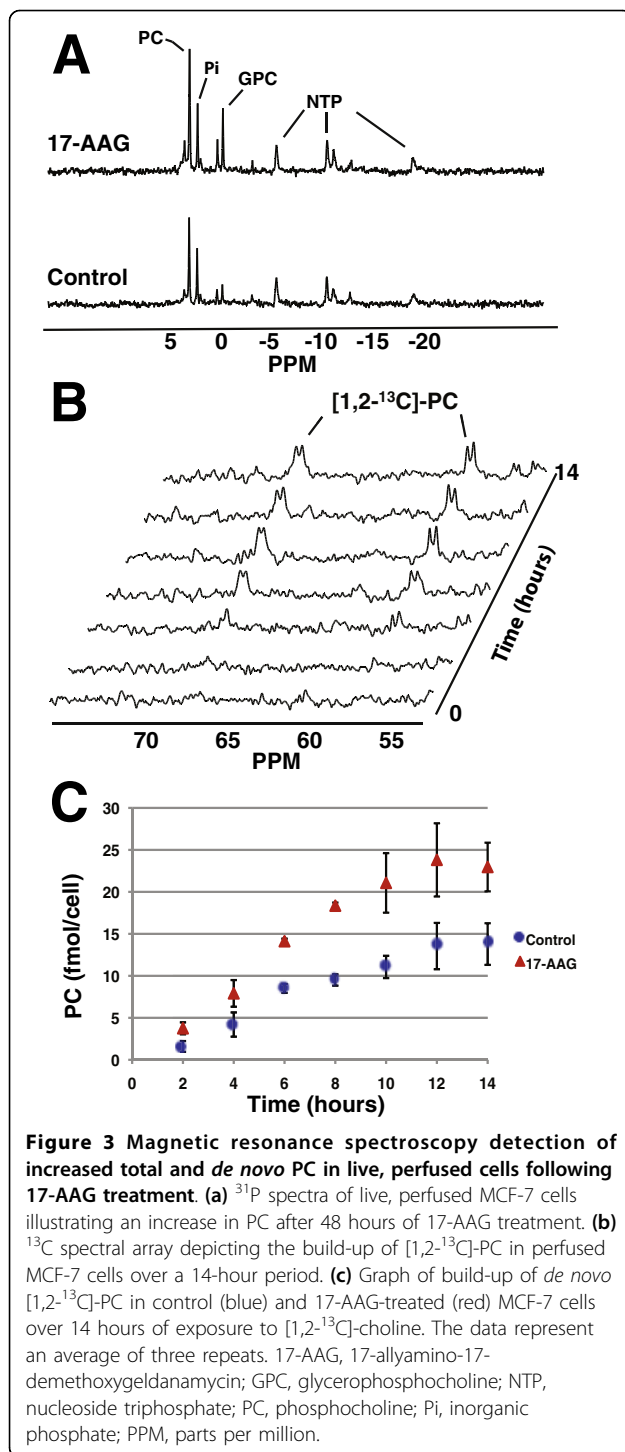 A
PC
Pi
GPC
NTP
17-AAG
Control
5 0 -5 -10 -15 -20
PPM
B
[1,2-¹³C]-PC
14
Time (hours)
0
70 65 60 55
PPM
C
30
25
20
15
10
5
0
PC (fmol/cell)
Control
17-AAG
0 2 4 6 8 10 12 14
Time (hours)
Figure 3 Magnetic resonance spectroscopy detection of
increased total and de novo PC in live, perfused cells following
17-AAG treatment. (a) ³¹P spectra of live, perfused MCF-7 cells
illustrating an increase in PC after 48 hours of 17-AAG treatment. (b)
¹³C spectral array depicting the build-up of [1,2-¹³C]-PC in perfused
MCF-7 cells over a 14-hour period. (c) Graph of build-up of de novo
[1,2-¹³C]-PC in control (blue) and 17-AAG-treated (red) MCF-7 cells
over 14 hours of exposure to [1,2-¹³C]-choline. The data represent
an average of three repeats. 17-AAG, 17-allyamino-17-
demethoxygeldanamycin; GPC, glycerophosphocholine; NTP,
nucleoside triphosphate; PC, phosphocholine; Pi, inorganic
phosphate; PPM, parts per million.